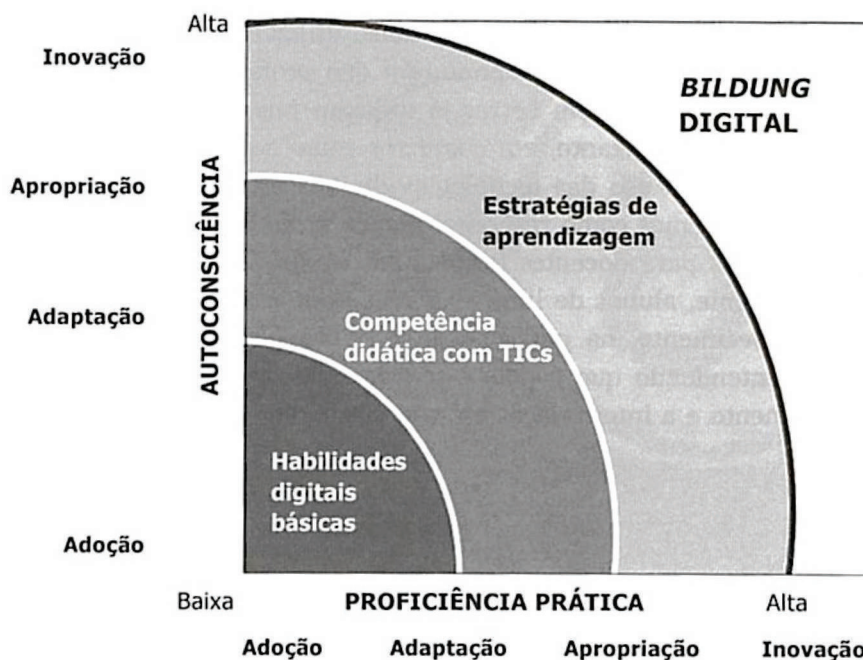 Alta
Inovação
BILDUNG
DIGITAL
Apropriação
AUTOCONSCIÊNCIA
Estratégias de
aprendizagem
Adaptação
Competência
didática com TICs
Habilidades
digitais
básicas
Adoção
Baixa
PROFICIÊNCIA PRÁTICA
Alta
Adoção
Adaptação
Apropriação
Inovação